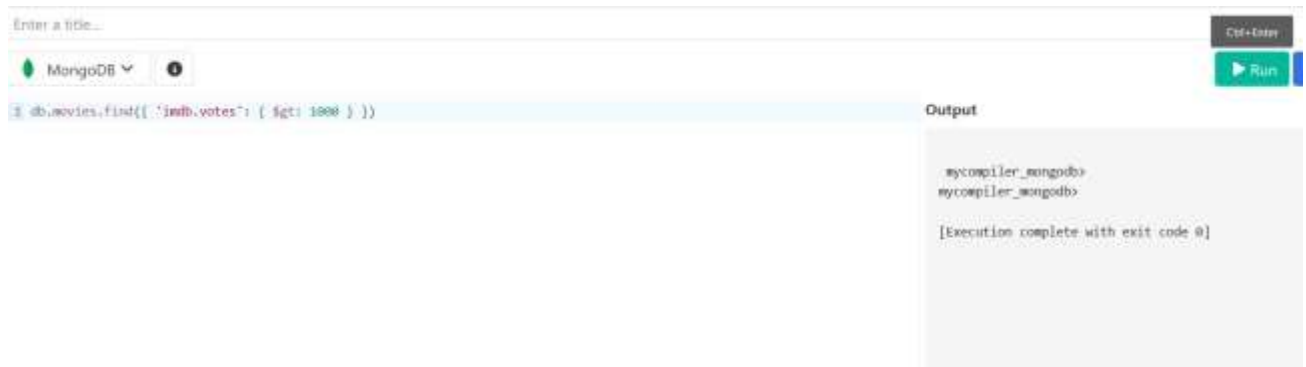 Enter a title...
Ctrl+Enter
MongoDB
Run
1 db.movies.find({ "imdb.votes": { $gt: 1000 } })
Output
mycompiler_mongodb>
mycompiler_mongodb>
[Execution complete with exit code 0]